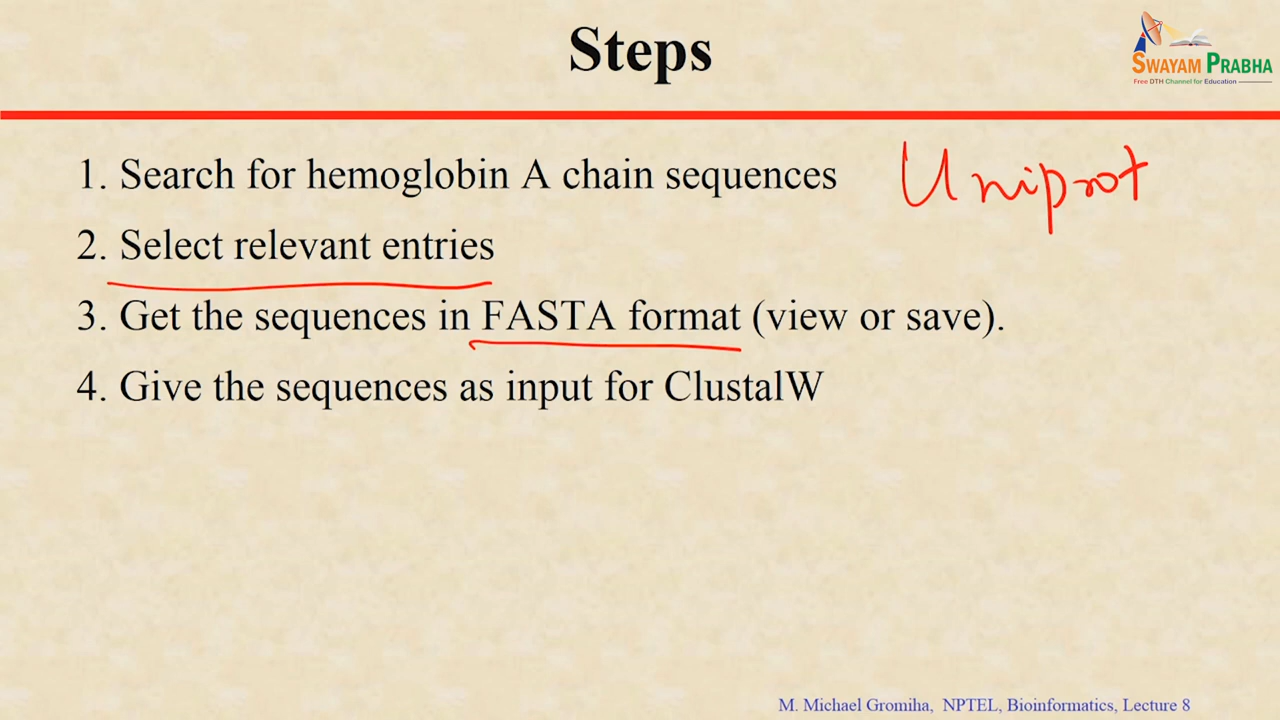 Steps
SWAYAM PRABHA
Free DTH Channel for Education
1. Search for hemoglobin A chain sequences
Uniprot
2. Select relevant entries
3. Get the sequences in FASTA format (view or save).
4. Give the sequences as input for ClustalW
M. Michael Gromiha, NPTEL, Bioinformatics, Lecture 8